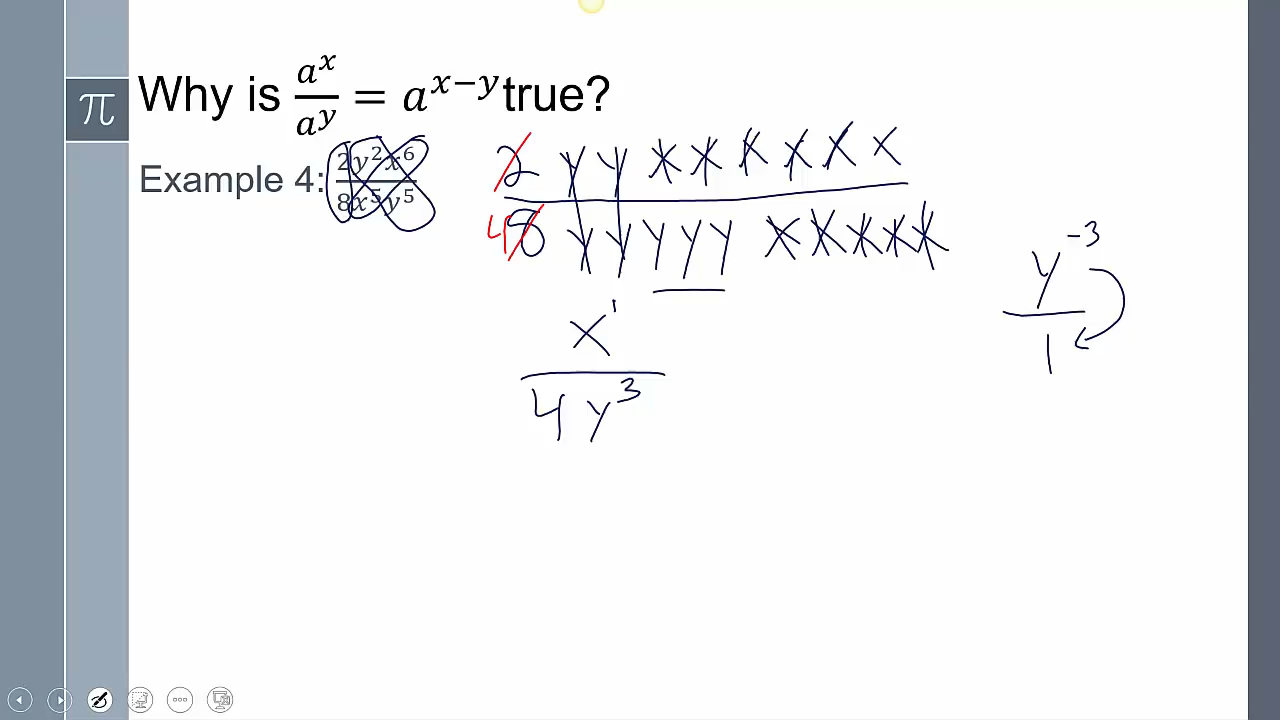 Why is a^x/a^y = a^(x−y) true?
π
Example 4: 2y²x⁶/8x⁵y⁵
2 y y x x x x x x
4 8 y y y y y x x x x x
x¹
4y³
y⁻³
1